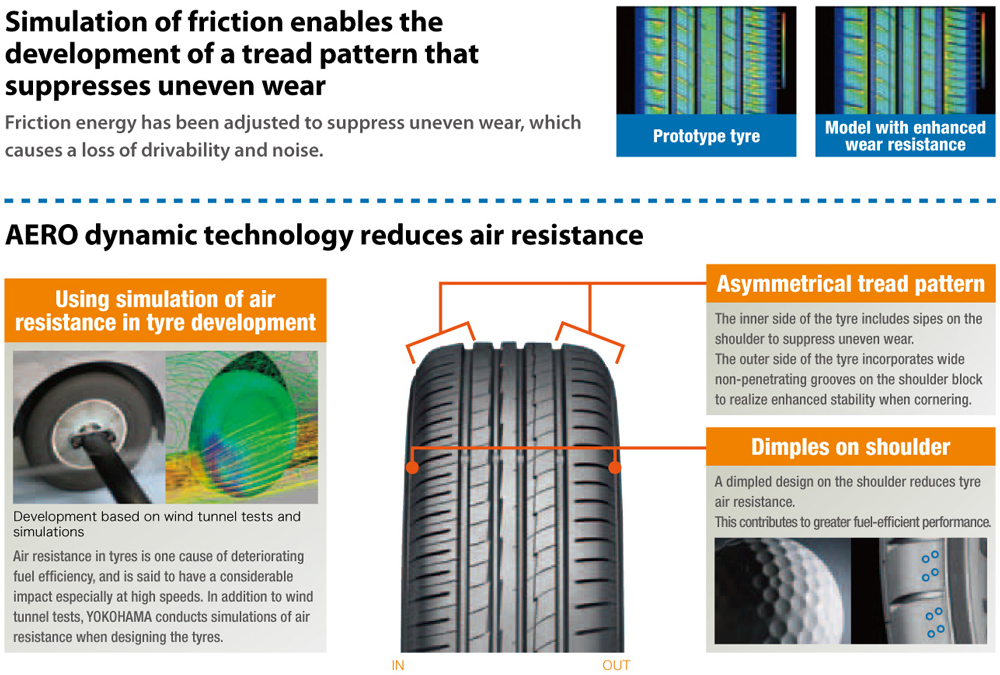 Simulation of friction enables the
development of a tread pattern that
suppresses uneven wear
Friction energy has been adjusted to suppress uneven wear, which
causes a loss of drivability and noise.
Prototype tyre
Model with enhanced
wear resistance
AERO dynamic technology reduces air resistance
Using simulation of air
resistance in tyre development
Development based on wind tunnel tests and
simulations
Air resistance in tyres is one cause of deteriorating
fuel efficiency, and is said to have a considerable
impact especially at high speeds. In addition to wind
tunnel tests, YOKOHAMA conducts simulations of air
resistance when designing the tyres.
IN
OUT
Asymmetrical tread pattern
The inner side of the tyre includes sipes on the
shoulder to suppress uneven wear.
The outer side of the tyre incorporates wide
non-penetrating grooves on the shoulder block
to realize enhanced stability when cornering.
Dimples on shoulder
A dimpled design on the shoulder reduces tyre
air resistance.
This contributes to greater fuel-efficient performance.